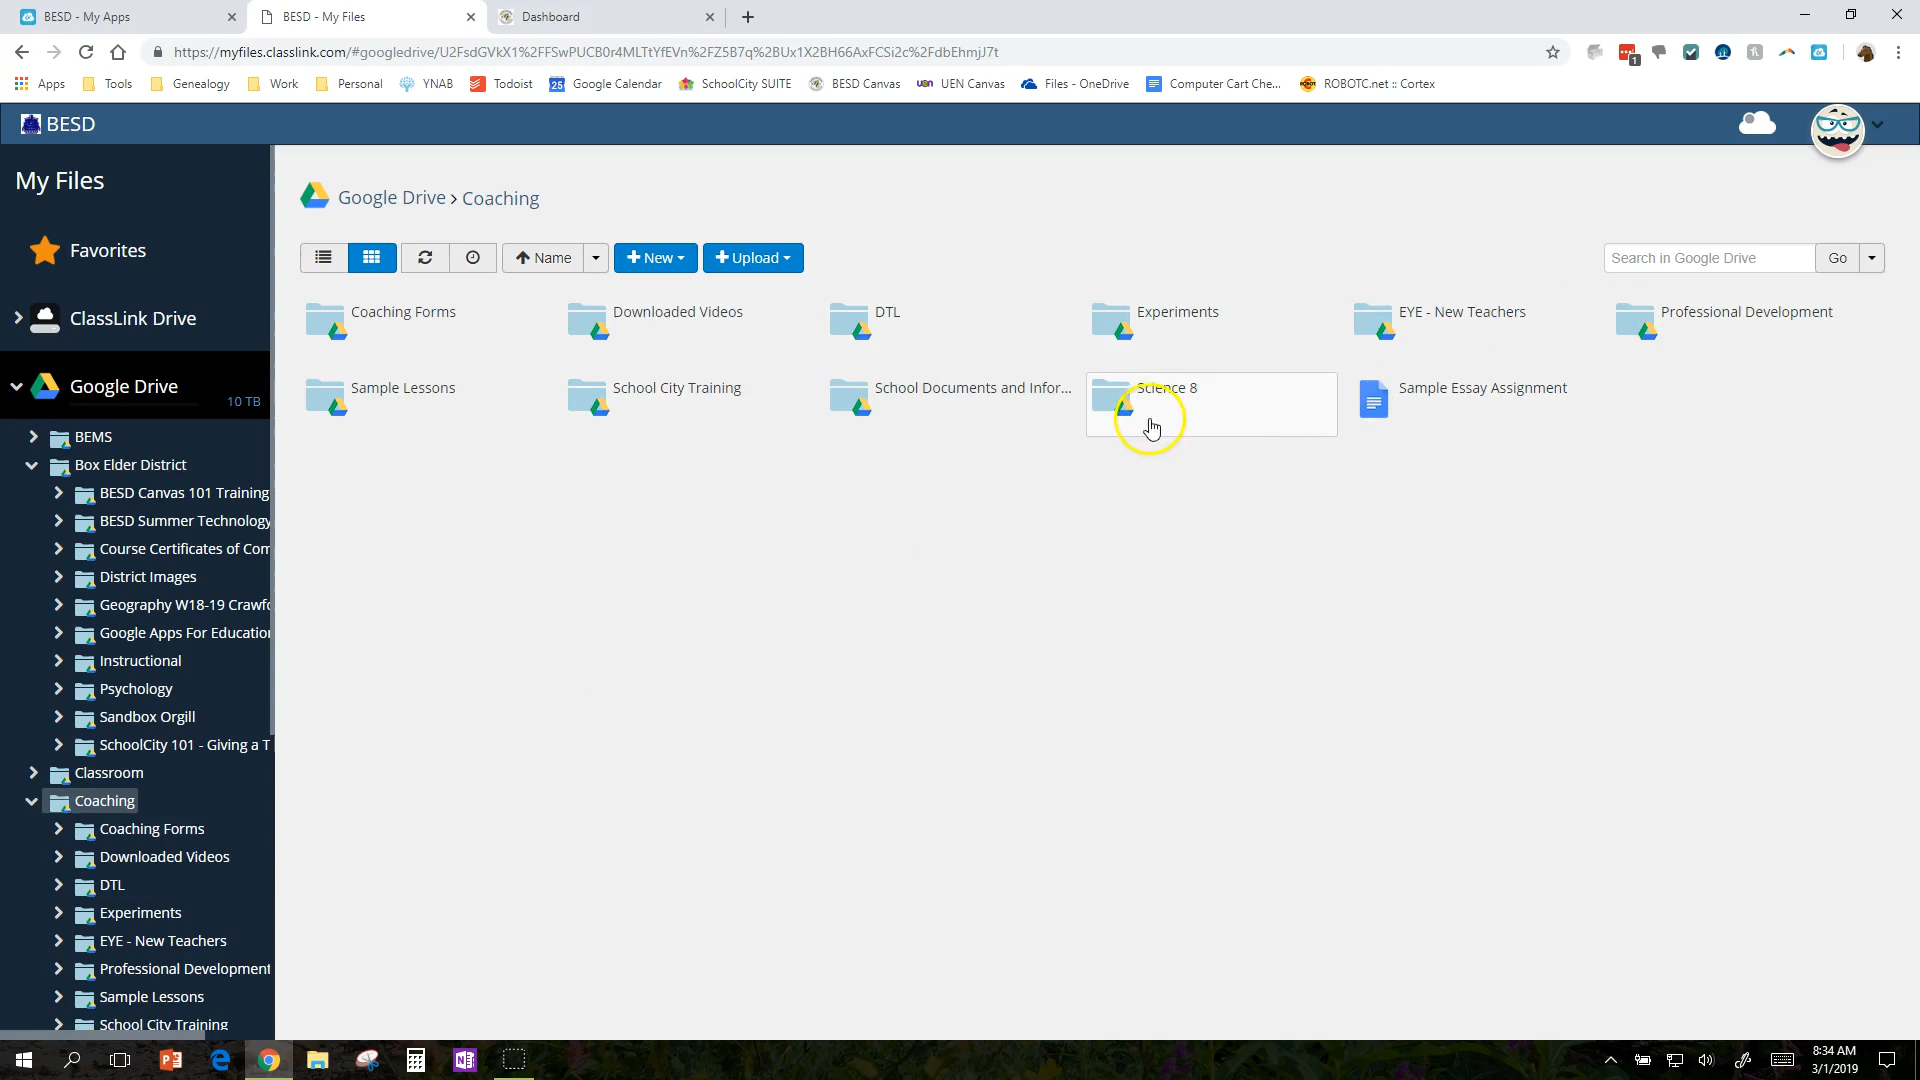 BESD - My Apps
BESD - My Files
Dashboard
https://myfiles.classlink.com/#googledrive/U2FsdGVkX1%2FFSwPUCB0r4MLTtYfEVn%2FZ5B7q%2BUx1X2BH66AxFCSi2c%2FdbEhmjJ7t
1
Apps
Tools
Genealogy
Work
Personal
YNAB
Todoist
25
Google Calendar
SchoolCity SUITE
BESD Canvas
UEN Canvas
Files - OneDrive
Computer Cart Che...
ROBOTC.net :: Cortex
BESD
My Files
Favorites
ClassLink Drive
Google Drive
10 TB
BEMS
Box Elder District
BESD Canvas 101 Training
BESD Summer Technology
Course Certificates of Com
District Images
Geography W18-19 Crawfo
Google Apps For Education
Instructional
Psychology
Sandbox Orgill
SchoolCity 101 - Giving a T
Classroom
Coaching
Coaching Forms
Downloaded Videos
DTL
Experiments
EYE - New Teachers
Professional Development
Sample Lessons
School City Training
Google Drive > Coaching
Name
New
Upload
Search in Google Drive
Go
Coaching Forms
Downloaded Videos
DTL
Experiments
EYE - New Teachers
Professional Development
Sample Lessons
School City Training
School Documents and Infor...
Science 8
Sample Essay Assignment
8:34 AM
3/1/2019